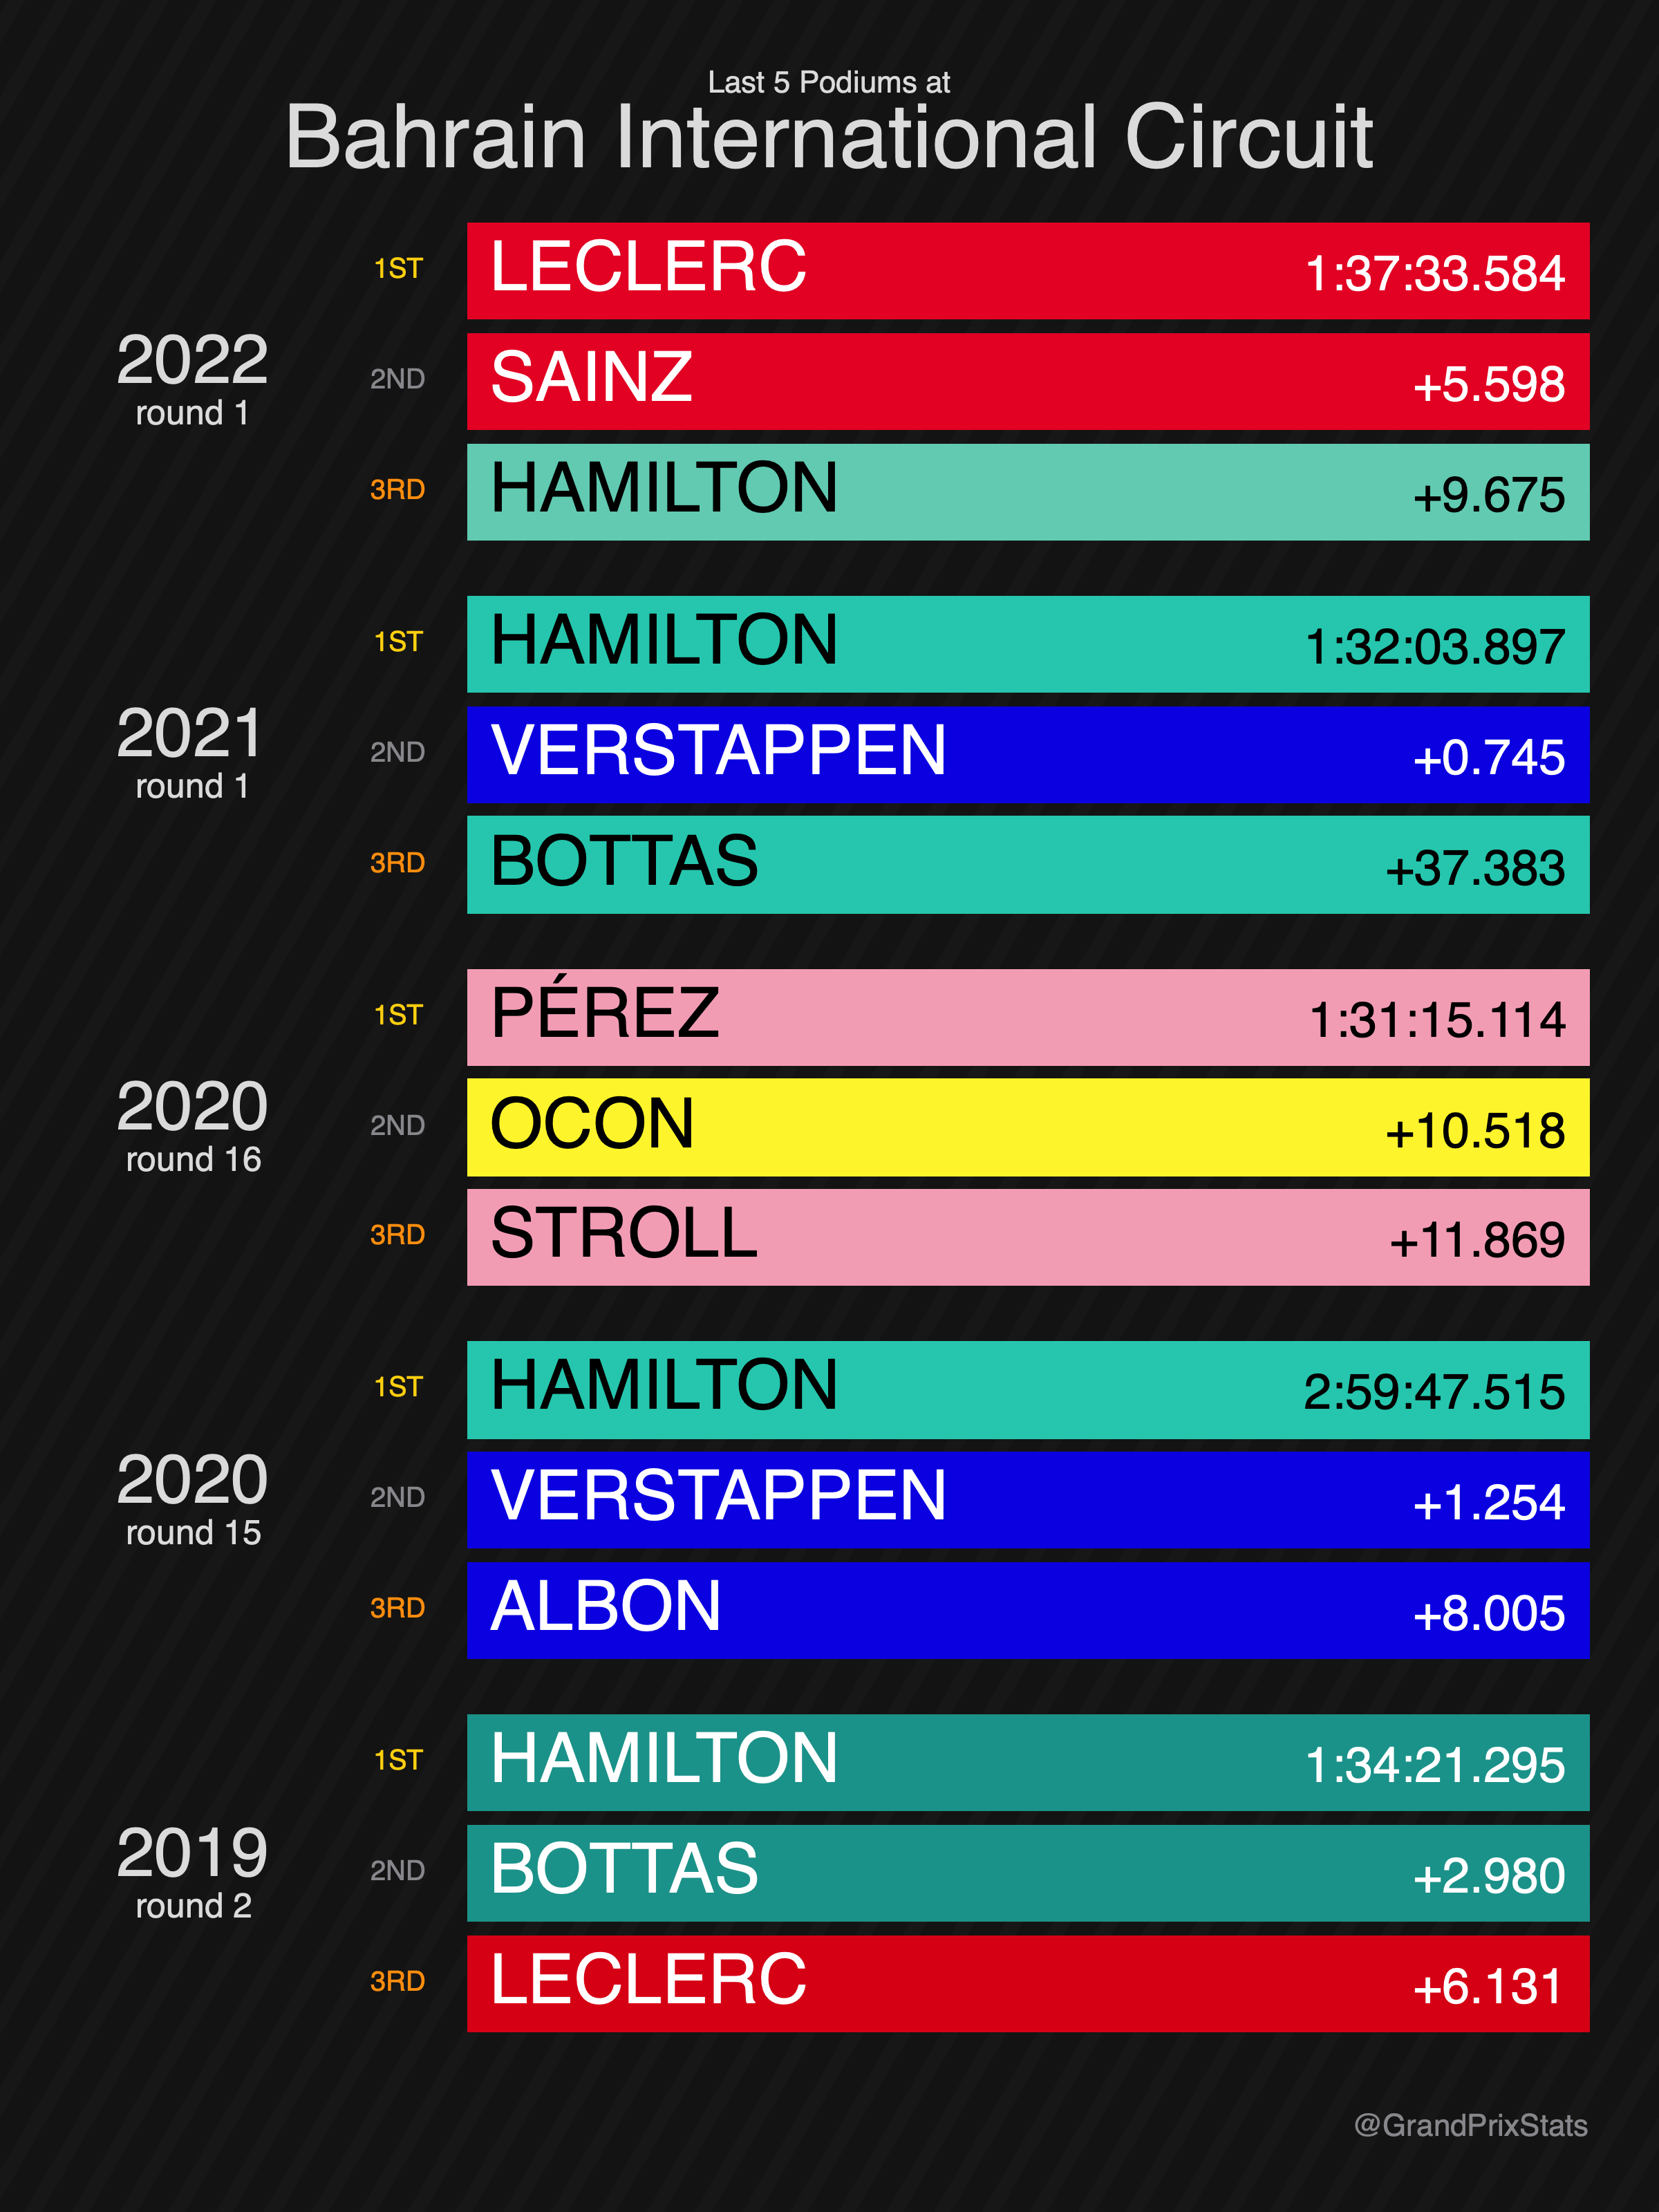 Last 5 Podiums at
Bahrain International Circuit
2022
round 1
1ST LECLERC 1:37:33.584
2ND SAINZ +5.598
3RD HAMILTON +9.675
2021
round 1
1ST HAMILTON 1:32:03.897
2ND VERSTAPPEN +0.745
3RD BOTTAS +37.383
2020
round 16
1ST PÉREZ 1:31:15.114
2ND OCON +10.518
3RD STROLL +11.869
2020
round 15
1ST HAMILTON 2:59:47.515
2ND VERSTAPPEN +1.254
3RD ALBON +8.005
2019
round 2
1ST HAMILTON 1:34:21.295
2ND BOTTAS +2.980
3RD LECLERC +6.131
@GrandPrixStats